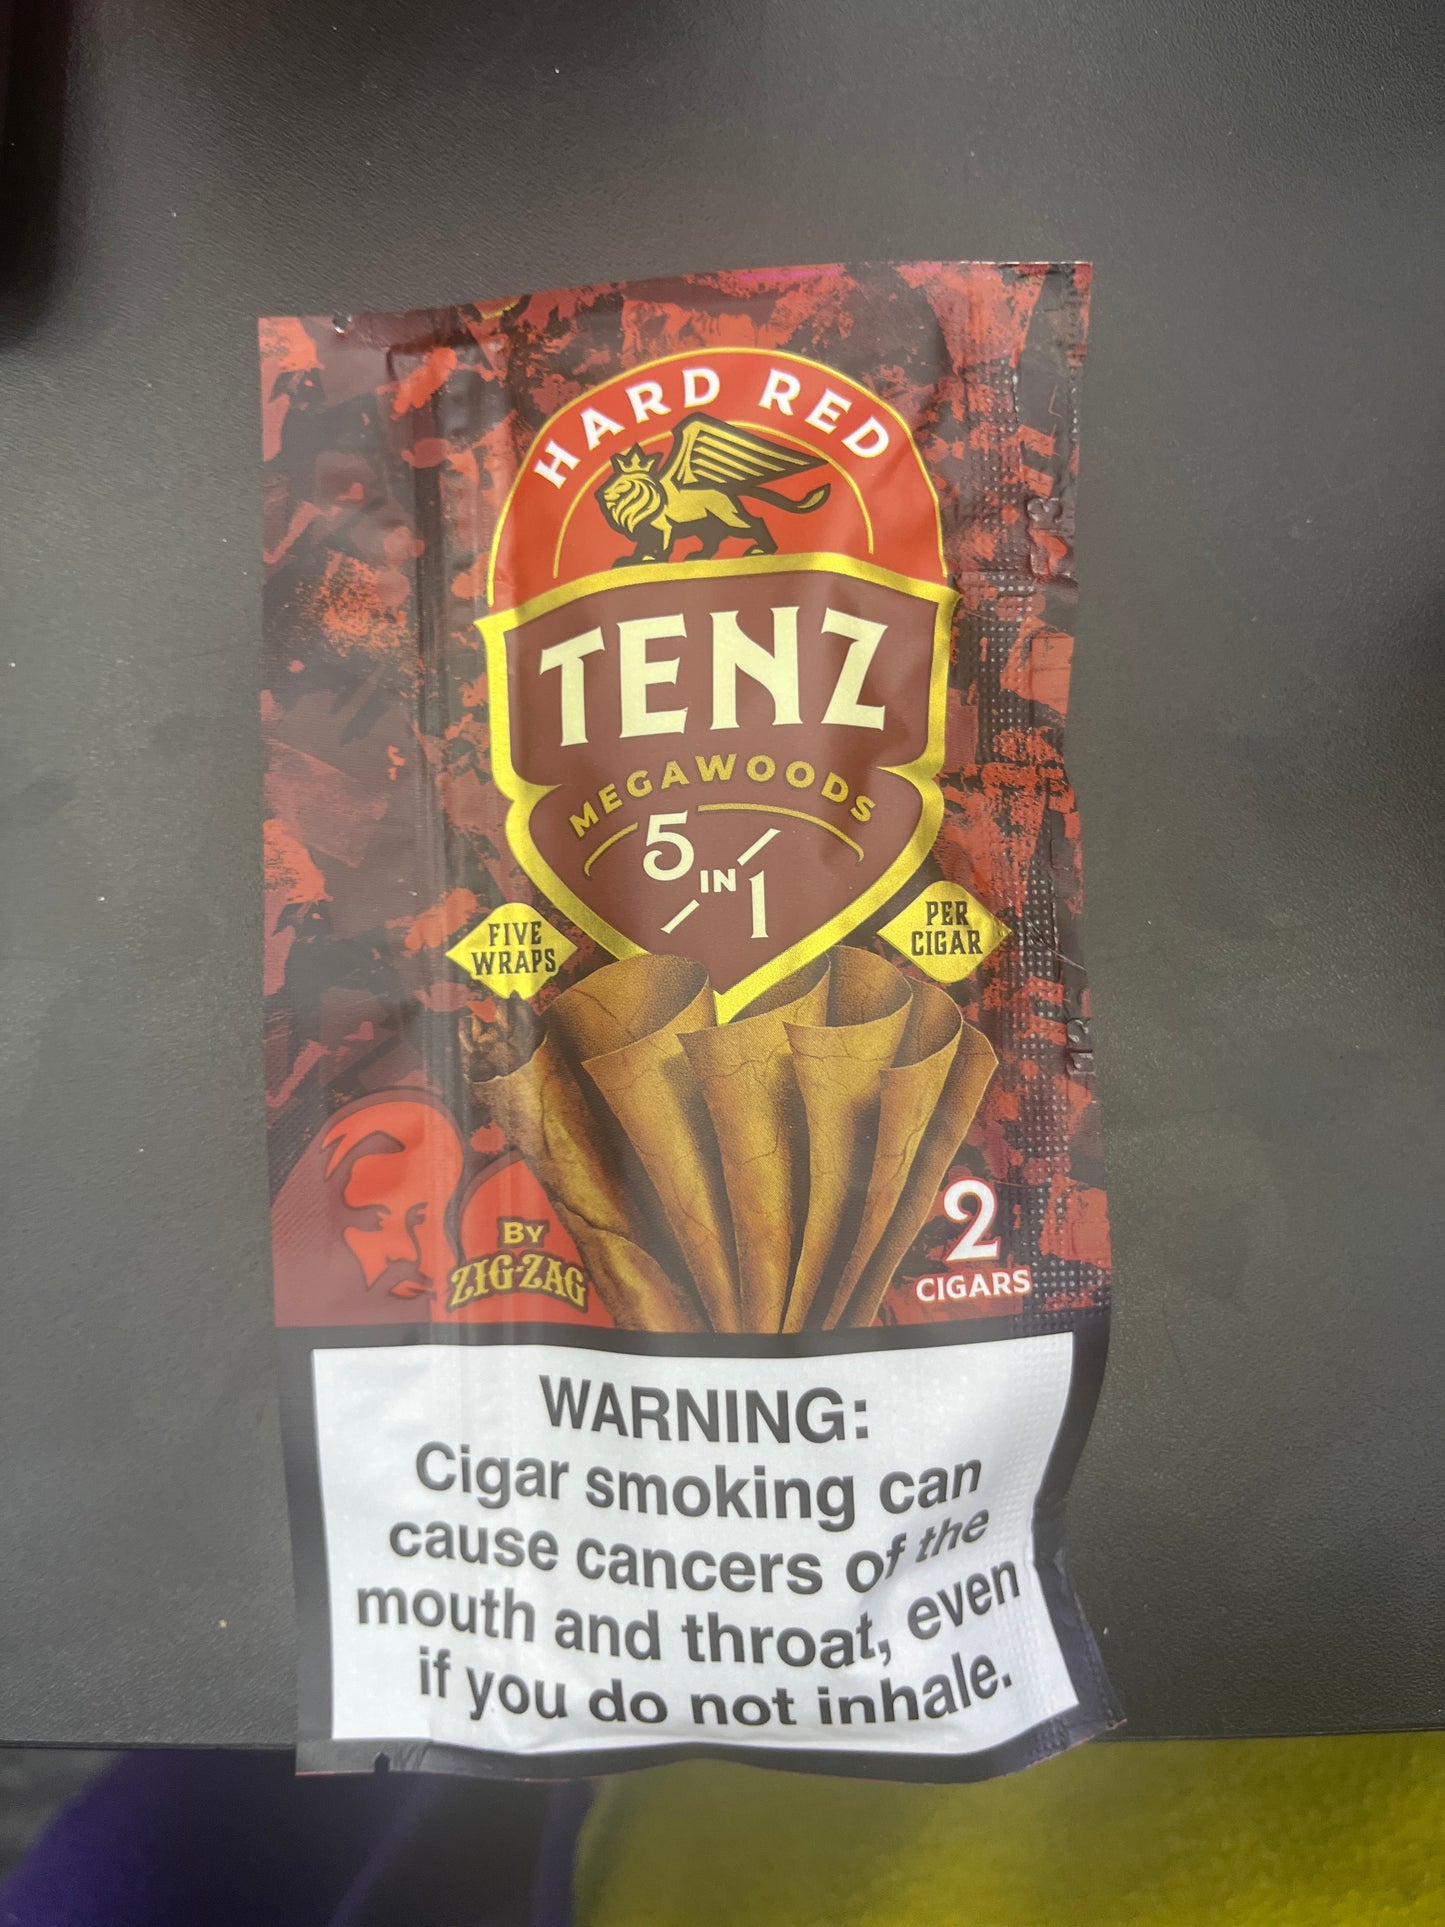 HARD RED
TENZ
MEGAWOODS
5 IN 1
FIVE
WRAPS
PER
CIGAR
BY
ZIG-ZAG
2
CIGARS
WARNING:
Cigar smoking can
cause cancers of the
mouth and throat, even
if you do not inhale.